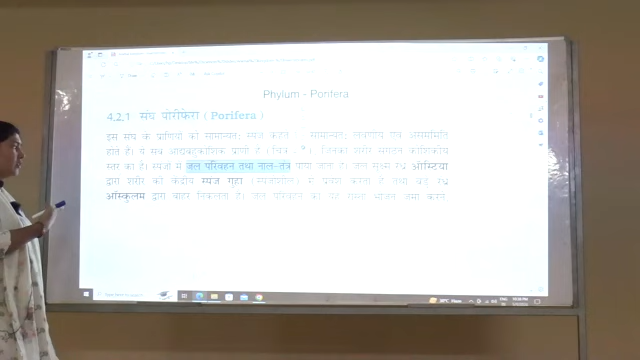 Phylum - Porifera
4.2.1 संघ पोरीफेरा ( Porifera )
इस संघ के प्राणियों को सामान्यतः स्पंज कहते सामान्यतः लवणीय एवं असममिति
होते हैं। ये सब आद्यबहुकोशिक प्राणी हैं (चित्र जिनका शरीर संगठन कोशिकीय
स्तर का है। स्पंजों में जल परिवहन तथा नाल-तंत्र पाया जाता है। जल सूक्ष्म रंध्र ऑस्टिया
द्वारा शरीर की केंद्रीय स्पंज गुहा (स्पंजोशील) में प्रवेश करता है तथा बड़े रंध्र
ऑस्कुलम द्वारा बाहर निकलता है। जल परिवहन का यह रास्ता भोजन जमा करने